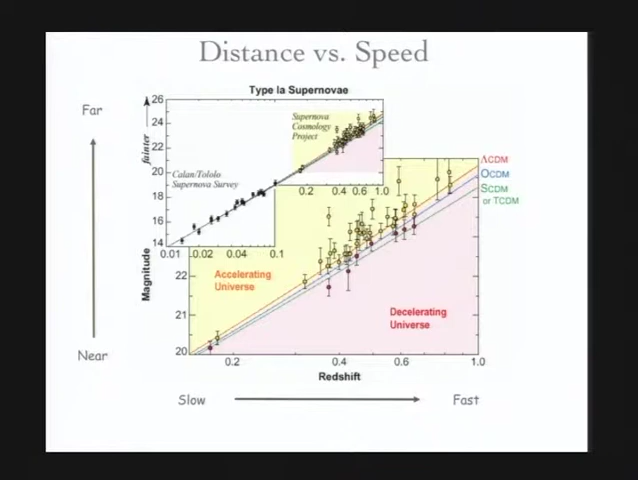 Distance vs. Speed
Type Ia Supernovae
Far
26
24
22
20
18
16
14
fainter
Supernova
Cosmology
Project
Calan/Tololo
Supernova Survey
0.2 0.4 0.6 1.0
0.01 0.02 0.04 0.1
ΛCDM
OCDM
SCDM
or TCDM
Magnitude
22
21
20
Accelerating
Universe
Decelerating
Universe
Near
0.2 0.4 0.6 1.0
Redshift
Slow Fast